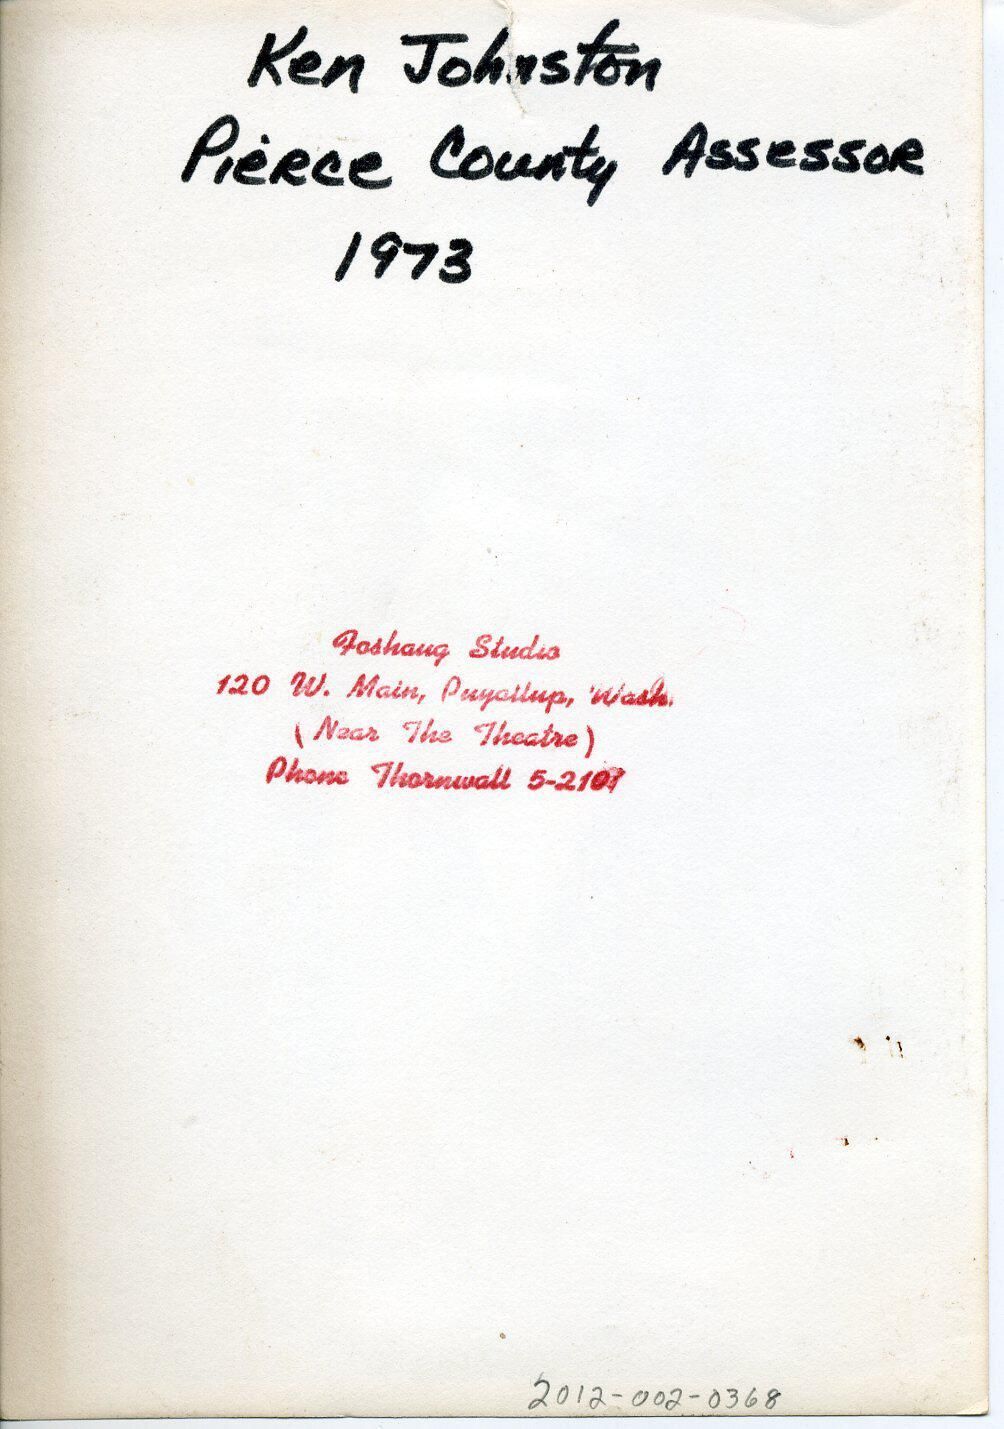 Ken Johnston
Pierce County Assessor
1973
Foshaug Studio
120 W. Main, Puyallup, Wash.
(Near The Theatre)
Phone Thornwall 5-2107
2012-002-0368